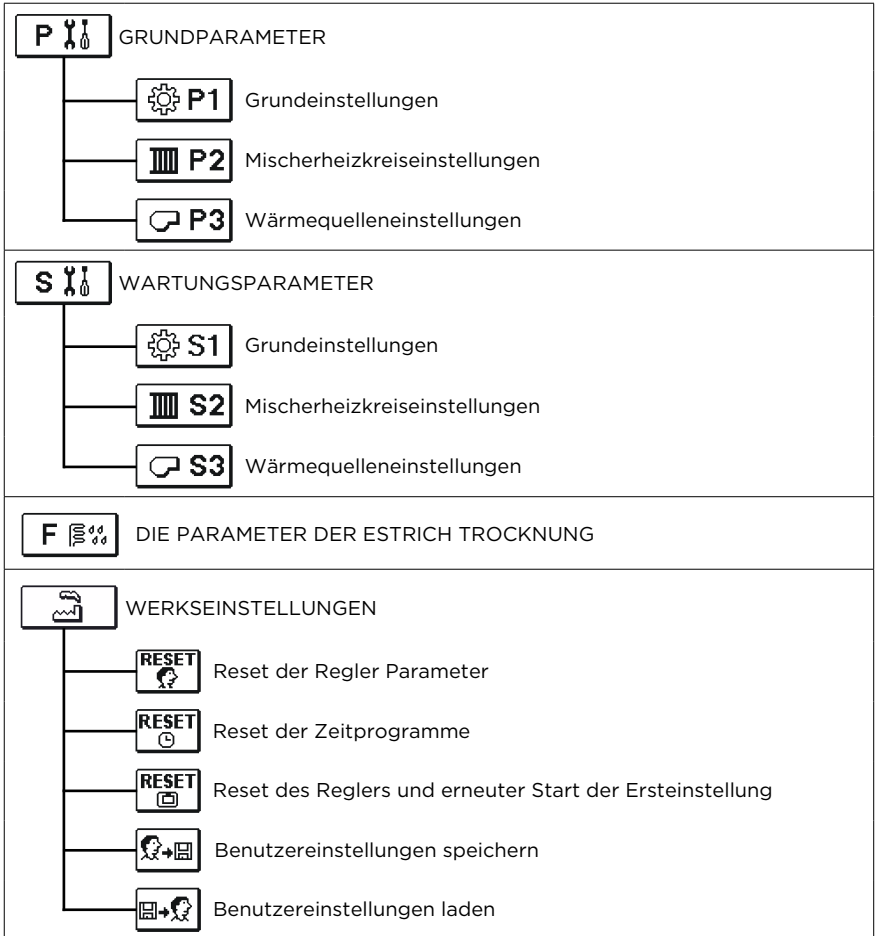 P GRUNDPARAMETER
P1 Grundeinstellungen
P2 Mischerheizkreiseinstellungen
P3 Wärmequelleneinstellungen
S WARTUNGSPARAMETER
S1 Grundeinstellungen
S2 Mischerheizkreiseinstellungen
S3 Wärmequelleneinstellungen
F DIE PARAMETER DER ESTRICH TROCKNUNG
WERKSEINSTELLUNGEN
RESET Reset der Regler Parameter
RESET Reset der Zeitprogramme
RESET Reset des Reglers und erneuter Start der Ersteinstellung
Benutzereinstellungen speichern
Benutzereinstellungen laden